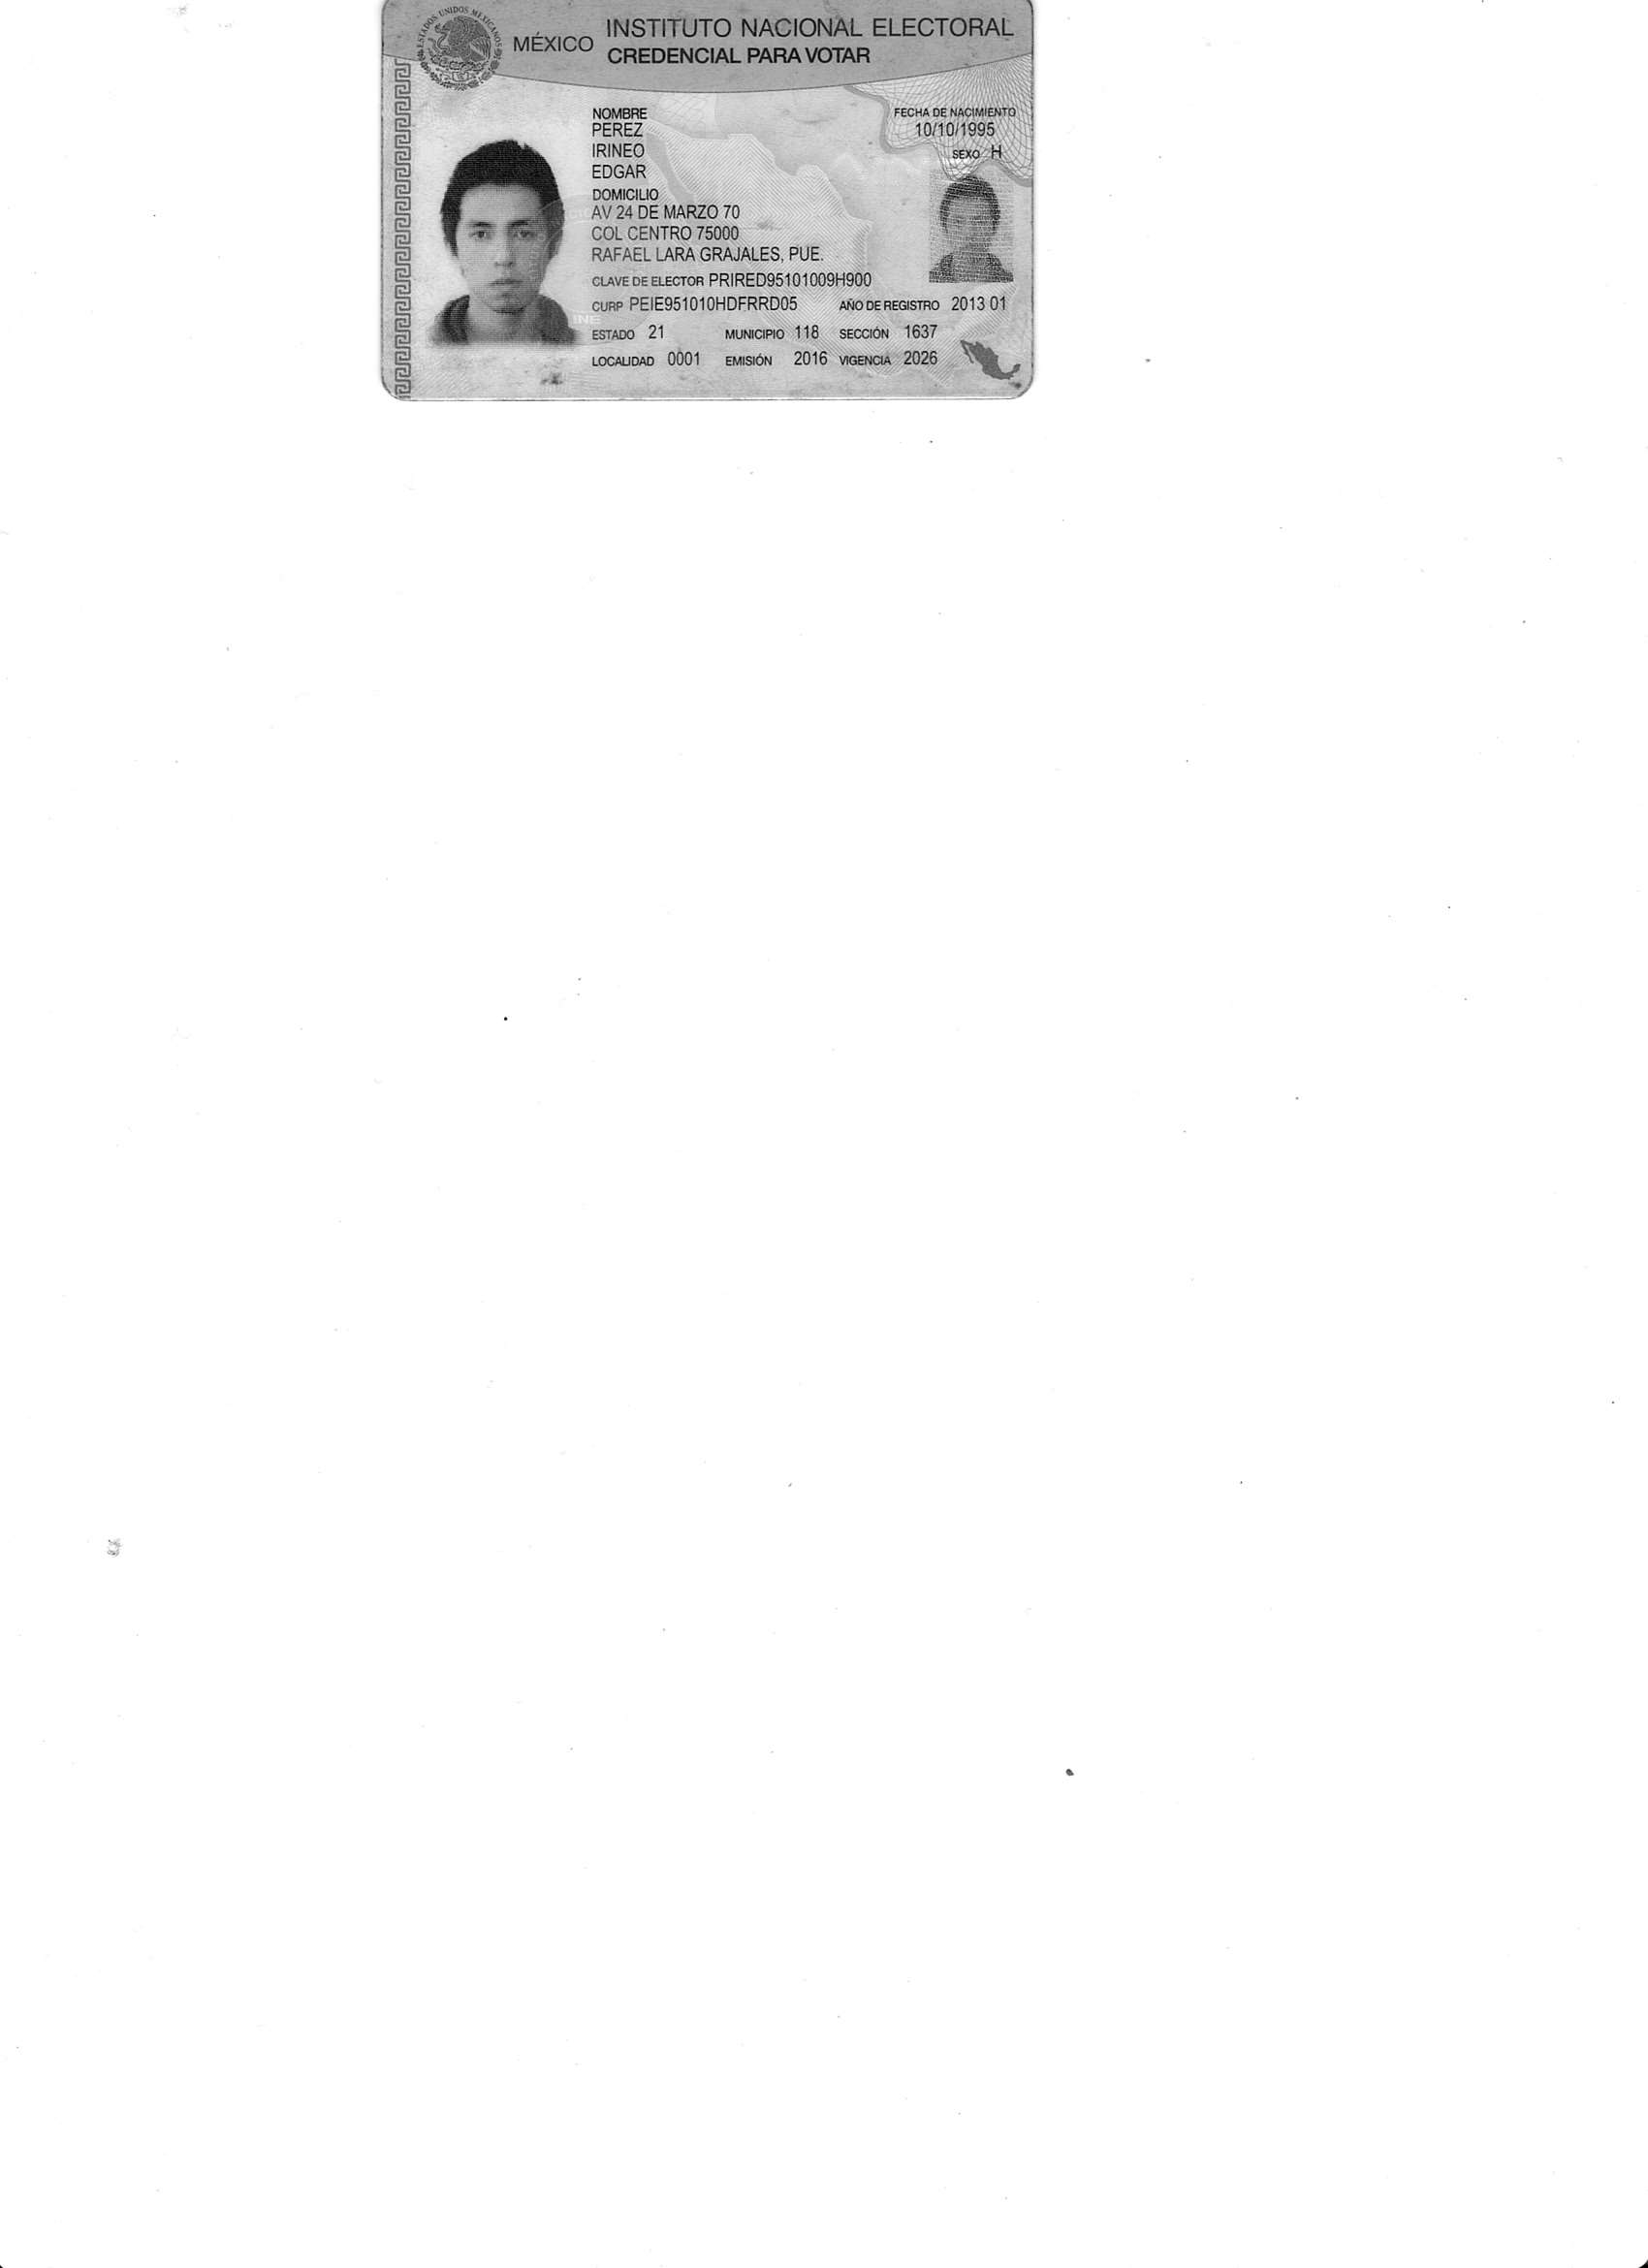 ESTADOS UNIDOS MEXICANOS
MÉXICO INSTITUTO NACIONAL ELECTORAL
CREDENCIAL PARA VOTAR
NOMBRE
PEREZ
IRINEO
EDGAR
FECHA DE NACIMIENTO
10/10/1995
SEXO H
DOMICILIO
AV 24 DE MARZO 70
COL CENTRO 75000
RAFAEL LARA GRAJALES, PUE.
CLAVE DE ELECTOR PRIRED95101009H900
CURP PEIE951010HDFRRD05 AÑO DE REGISTRO 2013 01
ESTADO 21 MUNICIPIO 118 SECCIÓN 1637
LOCALIDAD 0001 EMISIÓN 2016 VIGENCIA 2026
INE